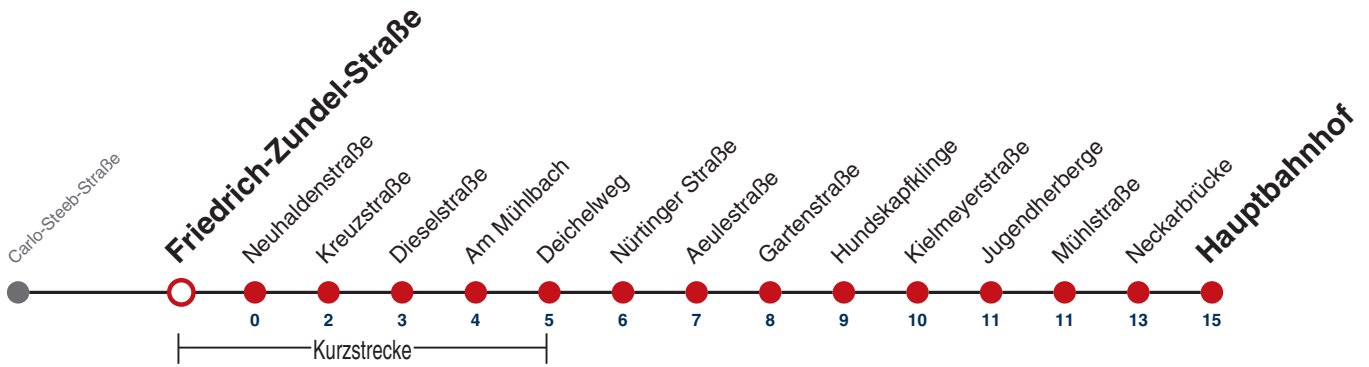 Carlo-Steeb-Straße
Friedrich-Zundel-Straße
Neuhaldenstraße
Kreuzstraße
Dieselstraße
Am Mühlbach
Deichelweg
Nürtinger Straße
Aeulestraße
Gartenstraße
Hundskapfklinge
Kielmeyerstraße
Jugendherberge
Mühlstraße
Neckarbrücke
Hauptbahnhof
0 2 3 4 5 6 7 8 9 10 11 11 13 15
Kurzstrecke